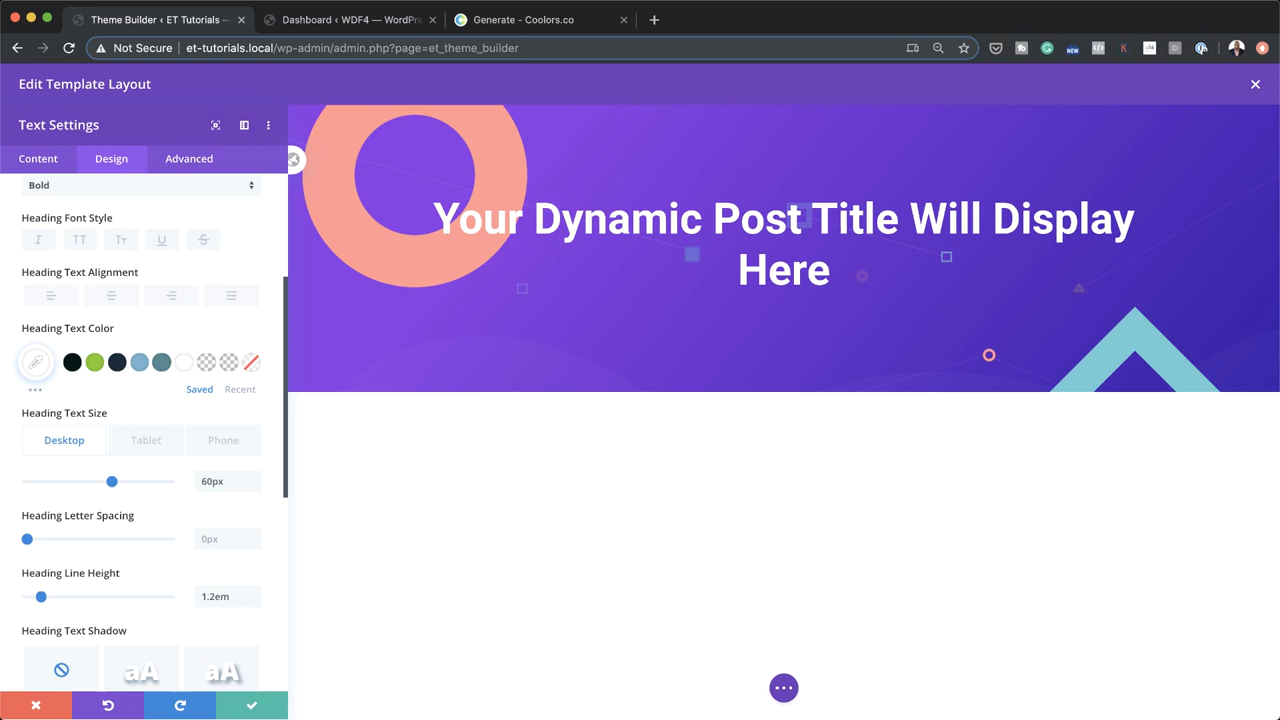 Theme Builder ‹ ET Tutorials —
Dashboard ‹ WDF4 — WordPr
Generate - Coolors.co
Not Secure
et-tutorials.local/wp-admin/admin.php?page=et_theme_builder
Edit Template Layout
Text Settings
Content
Design
Advanced
Bold
Heading Font Style
I
TT
Tt
U
S
Heading Text Alignment
Heading Text Color
Saved
Recent
Heading Text Size
Desktop
Tablet
Phone
60px
Heading Letter Spacing
0px
Heading Line Height
1.2em
Heading Text Shadow
aA
aA
Your Dynamic Post Title Will Display
Here